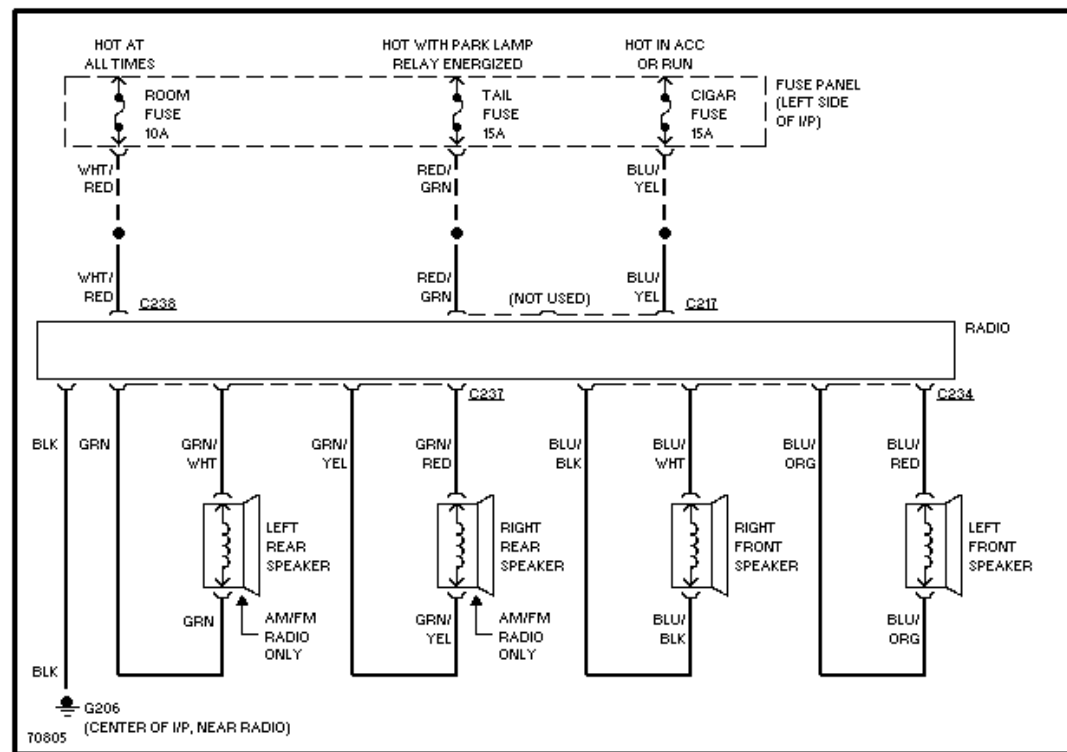 HOT AT
ALL TIMES
HOT WITH PARK LAMP
RELAY ENERGIZED
HOT IN ACC
OR RUN
ROOM
FUSE
10A
TAIL
FUSE
15A
CIGAR
FUSE
15A
FUSE PANEL
(LEFT SIDE
OF I/P)
WHT/
RED
RED/
GRN
BLU/
YEL
WHT/
RED
RED/
GRN
BLU/
YEL
C238
(NOT USED)
C217
RADIO
C237
C234
BLK
GRN
GRN/
WHT
GRN/
YEL
GRN/
RED
BLU/
BLK
BLU/
WHT
BLU/
ORG
BLU/
RED
LEFT
REAR
SPEAKER
RIGHT
REAR
SPEAKER
RIGHT
FRONT
SPEAKER
LEFT
FRONT
SPEAKER
GRN
AM/FM
RADIO
ONLY
GRN/
YEL
AM/FM
RADIO
ONLY
BLU/
BLK
BLU/
ORG
BLK
G206
(CENTER OF I/P, NEAR RADIO)
70805